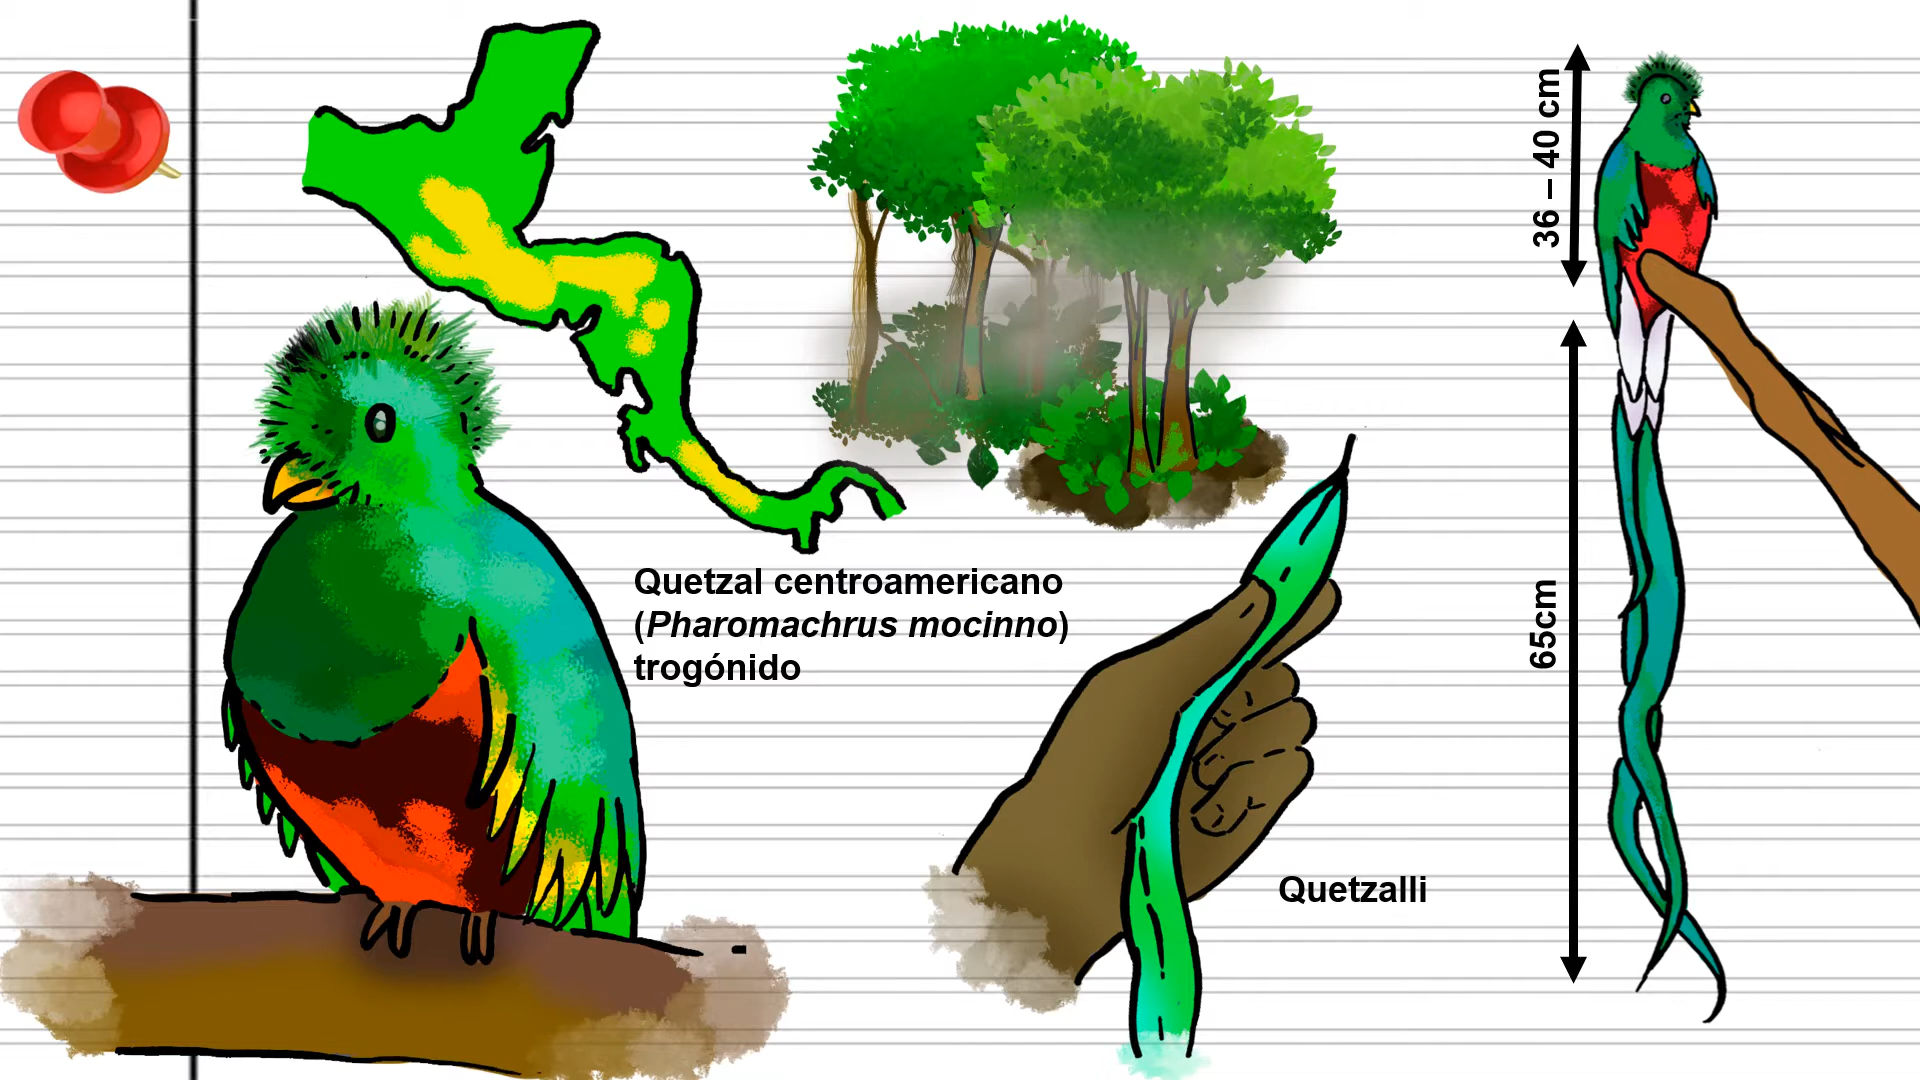 36 – 40 cm
Quetzal centroamericano
(Pharomachrus mocinno)
trogónido
65cm
Quetzalli